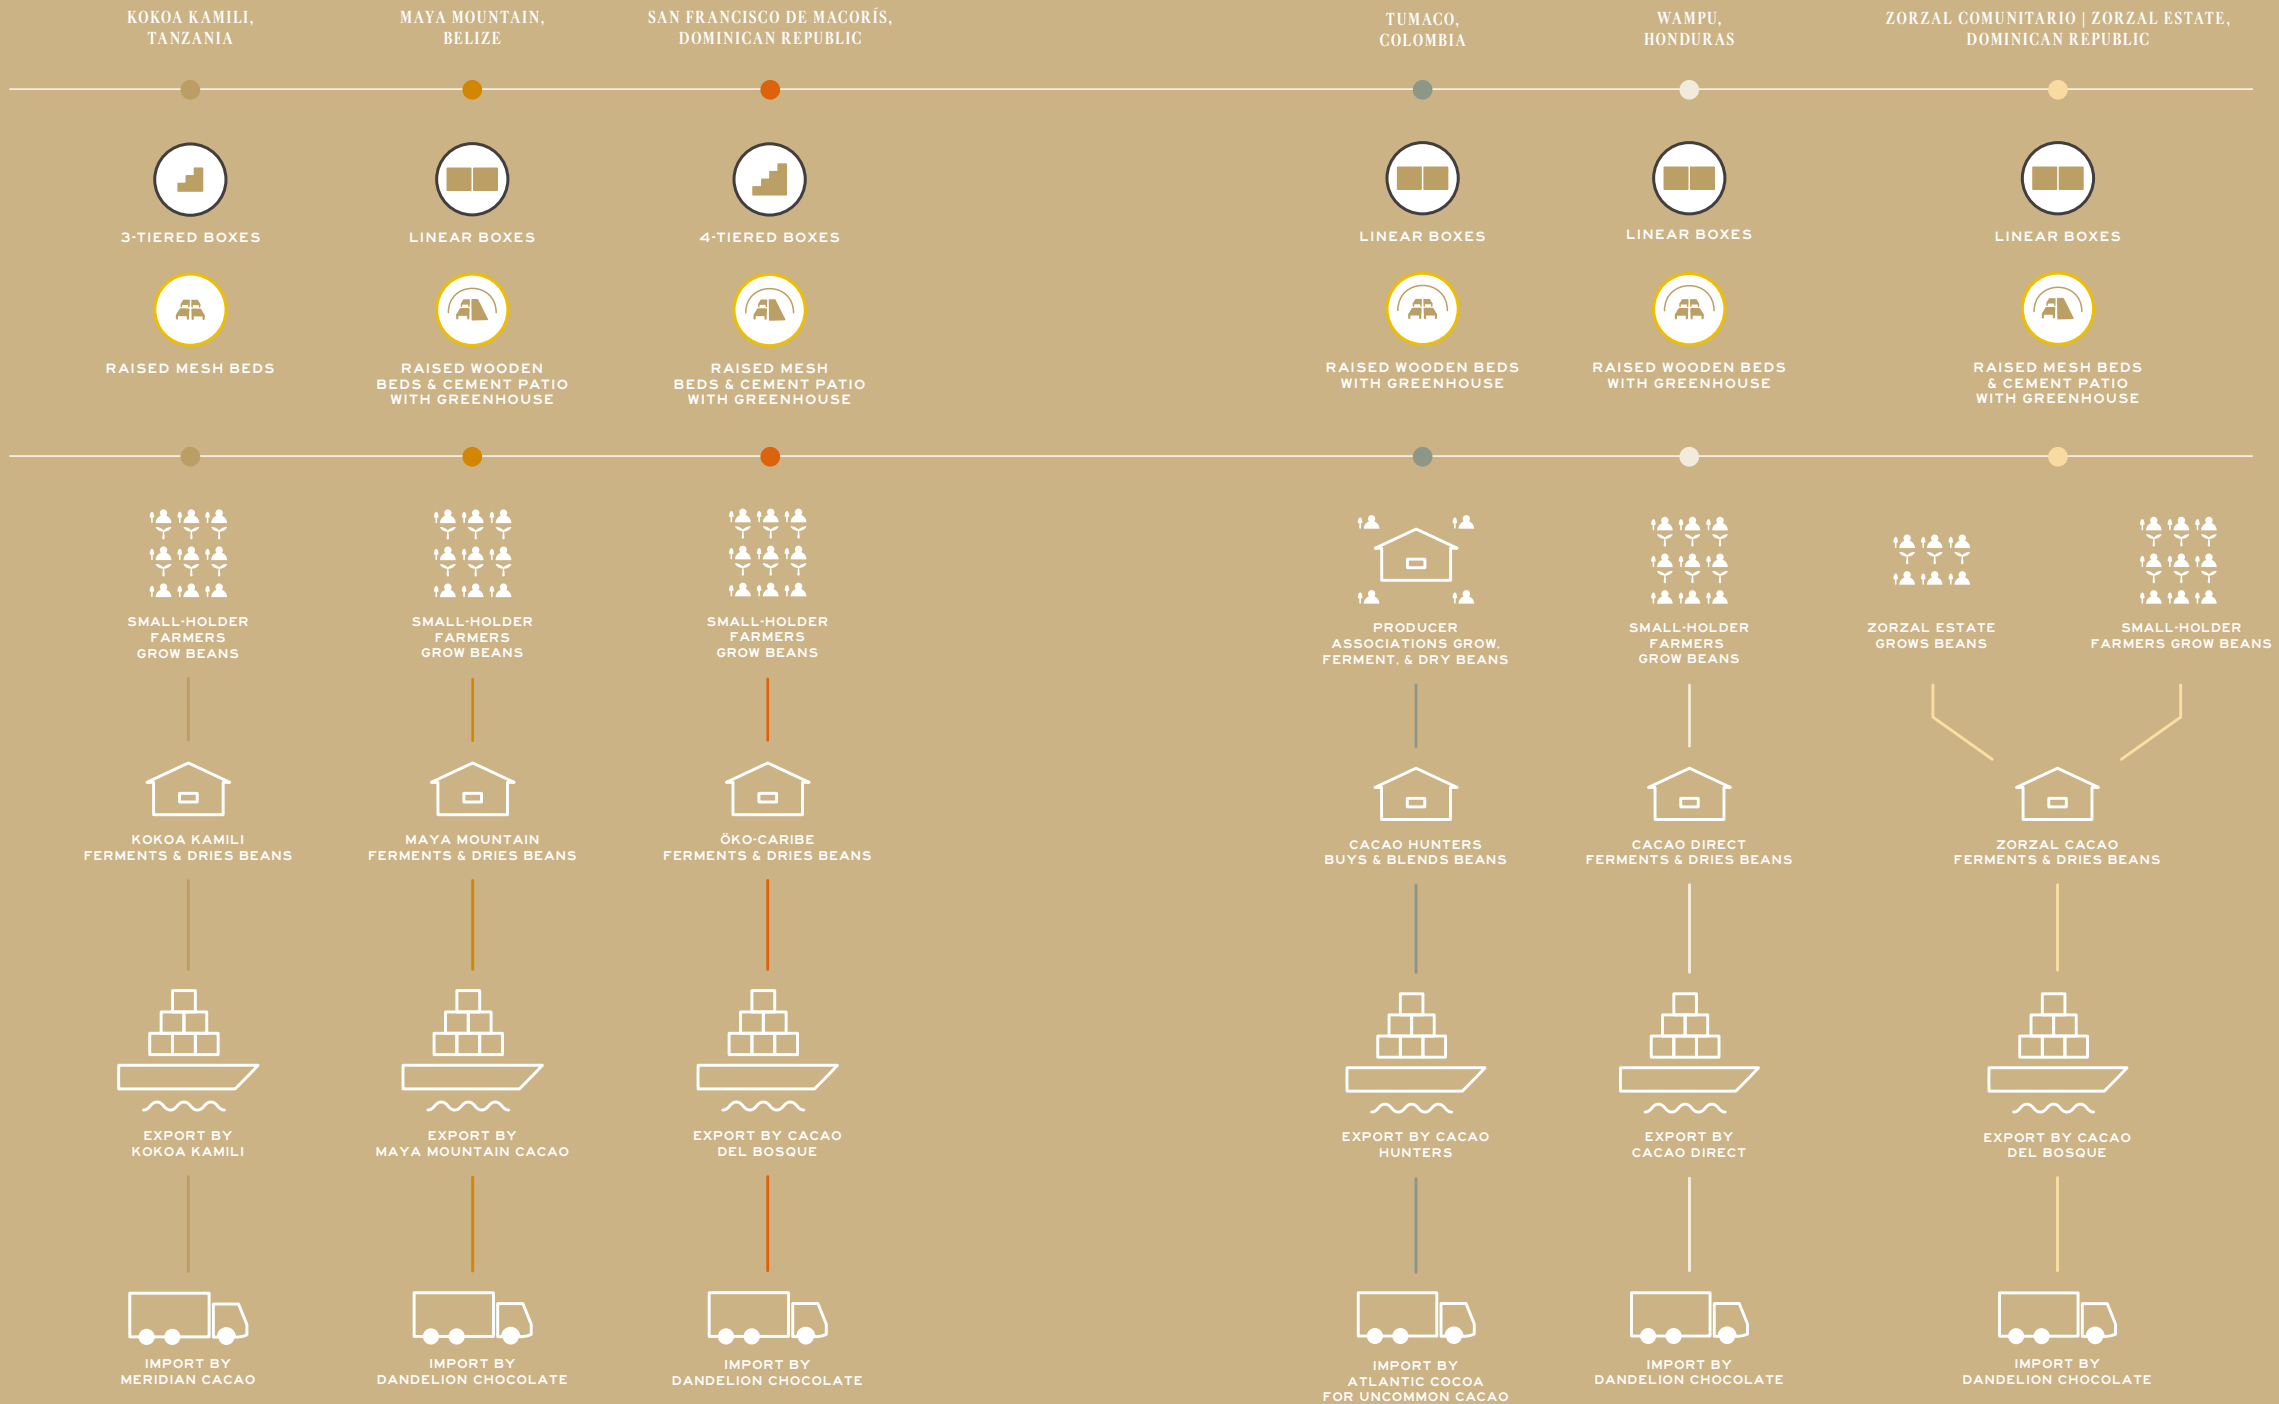 KOKOA KAMILI,
TANZANIA
MAYA MOUNTAIN,
BELIZE
SAN FRANCISCO DE MACORÍS,
DOMINICAN REPUBLIC
TUMACO,
COLOMBIA
WAMPU,
HONDURAS
ZORZAL COMUNITARIO | ZORZAL ESTATE,
DOMINICAN REPUBLIC
3-TIERED BOXES
LINEAR BOXES
4-TIERED BOXES
LINEAR BOXES
LINEAR BOXES
LINEAR BOXES
RAISED MESH BEDS
RAISED WOODEN
BEDS & CEMENT PATIO
WITH GREENHOUSE
RAISED MESH
BEDS & CEMENT PATIO
WITH GREENHOUSE
RAISED WOODEN BEDS
WITH GREENHOUSE
RAISED WOODEN BEDS
WITH GREENHOUSE
RAISED MESH BEDS
& CEMENT PATIO
WITH GREENHOUSE
SMALL-HOLDER
FARMERS
GROW BEANS
SMALL-HOLDER
FARMERS
GROW BEANS
SMALL-HOLDER
FARMERS
GROW BEANS
PRODUCER
ASSOCIATIONS GROW,
FERMENT, & DRY BEANS
SMALL-HOLDER
FARMERS
GROW BEANS
ZORZAL ESTATE
GROWS BEANS
SMALL-HOLDER
FARMERS GROW BEANS
KOKOA KAMILI
FERMENTS & DRIES BEANS
MAYA MOUNTAIN
FERMENTS & DRIES BEANS
ÖKO-CARIBE
FERMENTS & DRIES BEANS
CACAO HUNTERS
BUYS & BLENDS BEANS
CACAO DIRECT
FERMENTS & DRIES BEANS
ZORZAL CACAO
FERMENTS & DRIES BEANS
EXPORT BY
KOKOA KAMILI
EXPORT BY
MAYA MOUNTAIN CACAO
EXPORT BY CACAO
DEL BOSQUE
EXPORT BY CACAO
HUNTERS
EXPORT BY
CACAO DIRECT
EXPORT BY CACAO
DEL BOSQUE
IMPORT BY
MERIDIAN CACAO
IMPORT BY
DANDELION CHOCOLATE
IMPORT BY
DANDELION CHOCOLATE
IMPORT BY
ATLANTIC COCOA
FOR UNCOMMON CACAO
IMPORT BY
DANDELION CHOCOLATE
IMPORT BY
DANDELION CHOCOLATE